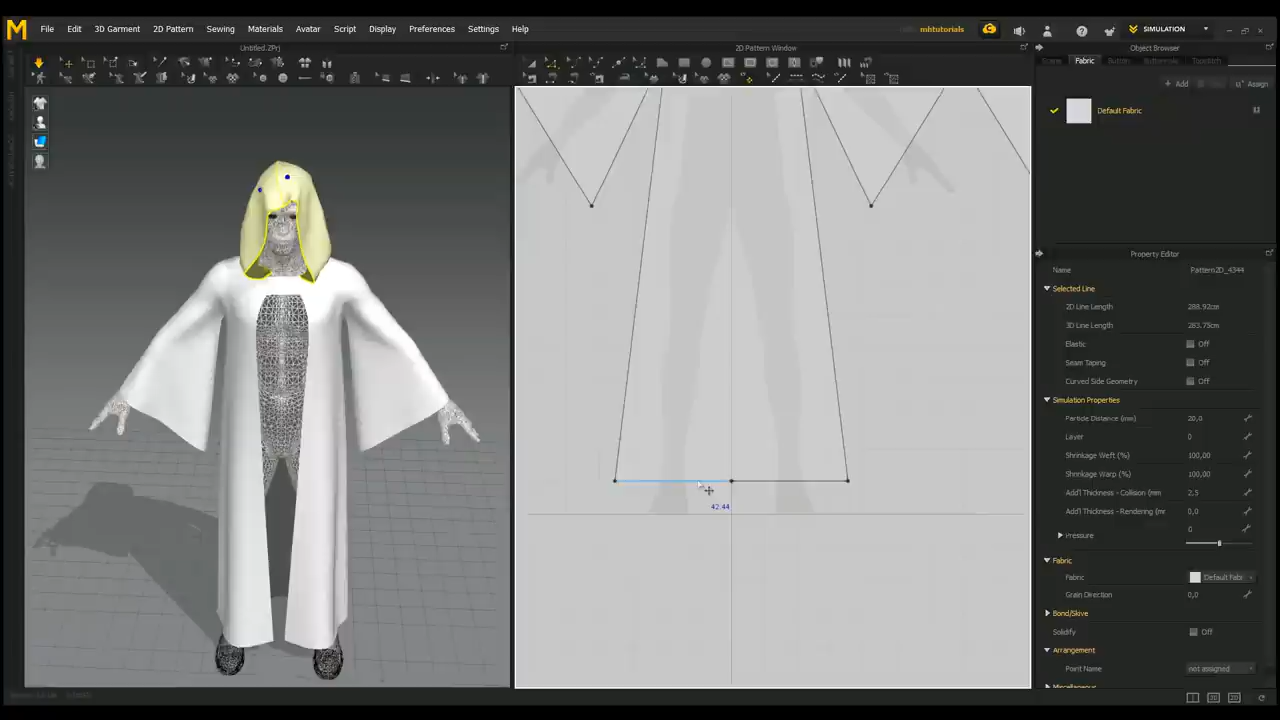 M File Edit 3D Garment 2D Pattern Sewing Materials Avatar Script Display Preferences Settings Help mhtutorials SIMULATION
Untitled.ZPrj 2D Pattern Window Object Browser
Scene Fabric Button Buttonhole Topstitch
+ Add Assign
Default Fabric
42.44
Property Editor
Name Pattern2D_4344
Selected Line
2D Line Length 288.92cm
3D Line Length 283.75cm
Elastic Off
Seam Taping Off
Curved Side Geometry Off
Simulation Properties
Particle Distance (mm) 20,0
Layer 0
Shrinkage Weft (%) 100,00
Shrinkage Warp (%) 100,00
Add'l Thickness - Collision (mm 2,5
Add'l Thickness - Rendering (mr 0,0
Pressure 0
Fabric
Fabric Default Fabi
Grain Direction 0,0
Bond/Skive
Solidify Off
Arrangement
Point Name not assigned